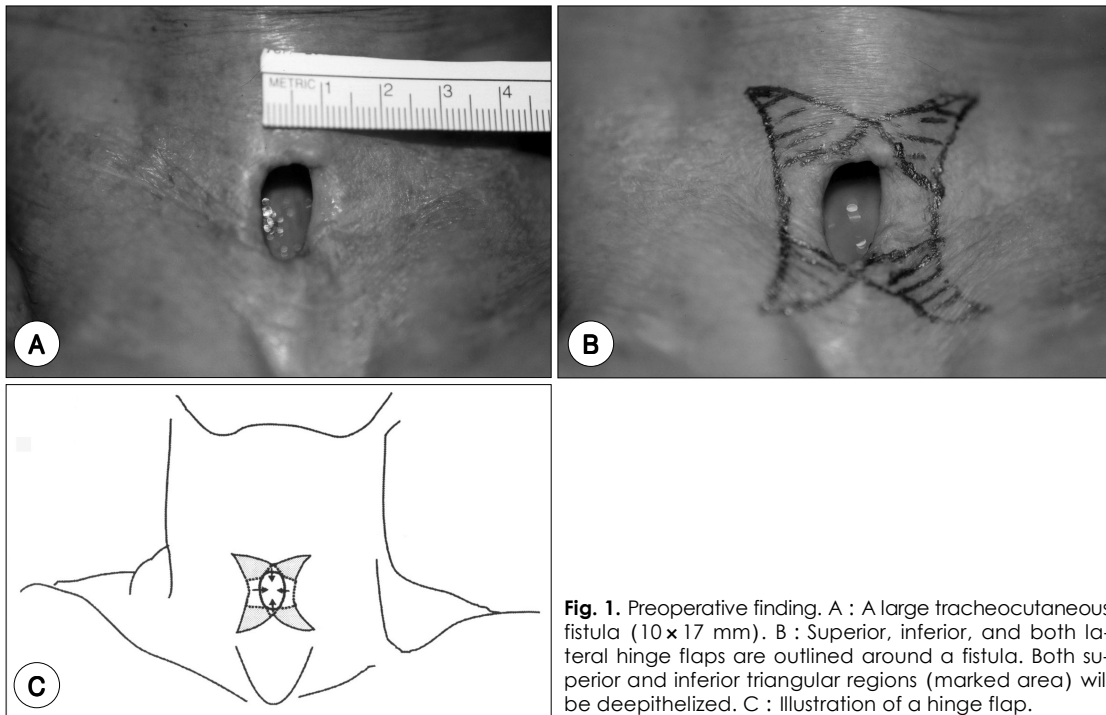 METRIC 1 2 3 4
A
B
C
Fig. 1. Preoperative finding. A : A large tracheocutaneous
fistula (10 × 17 mm). B : Superior, inferior, and both la-
teral hinge flaps are outlined around a fistula. Both su-
perior and inferior triangular regions (marked area) will
be deepithelized. C : Illustration of a hinge flap.